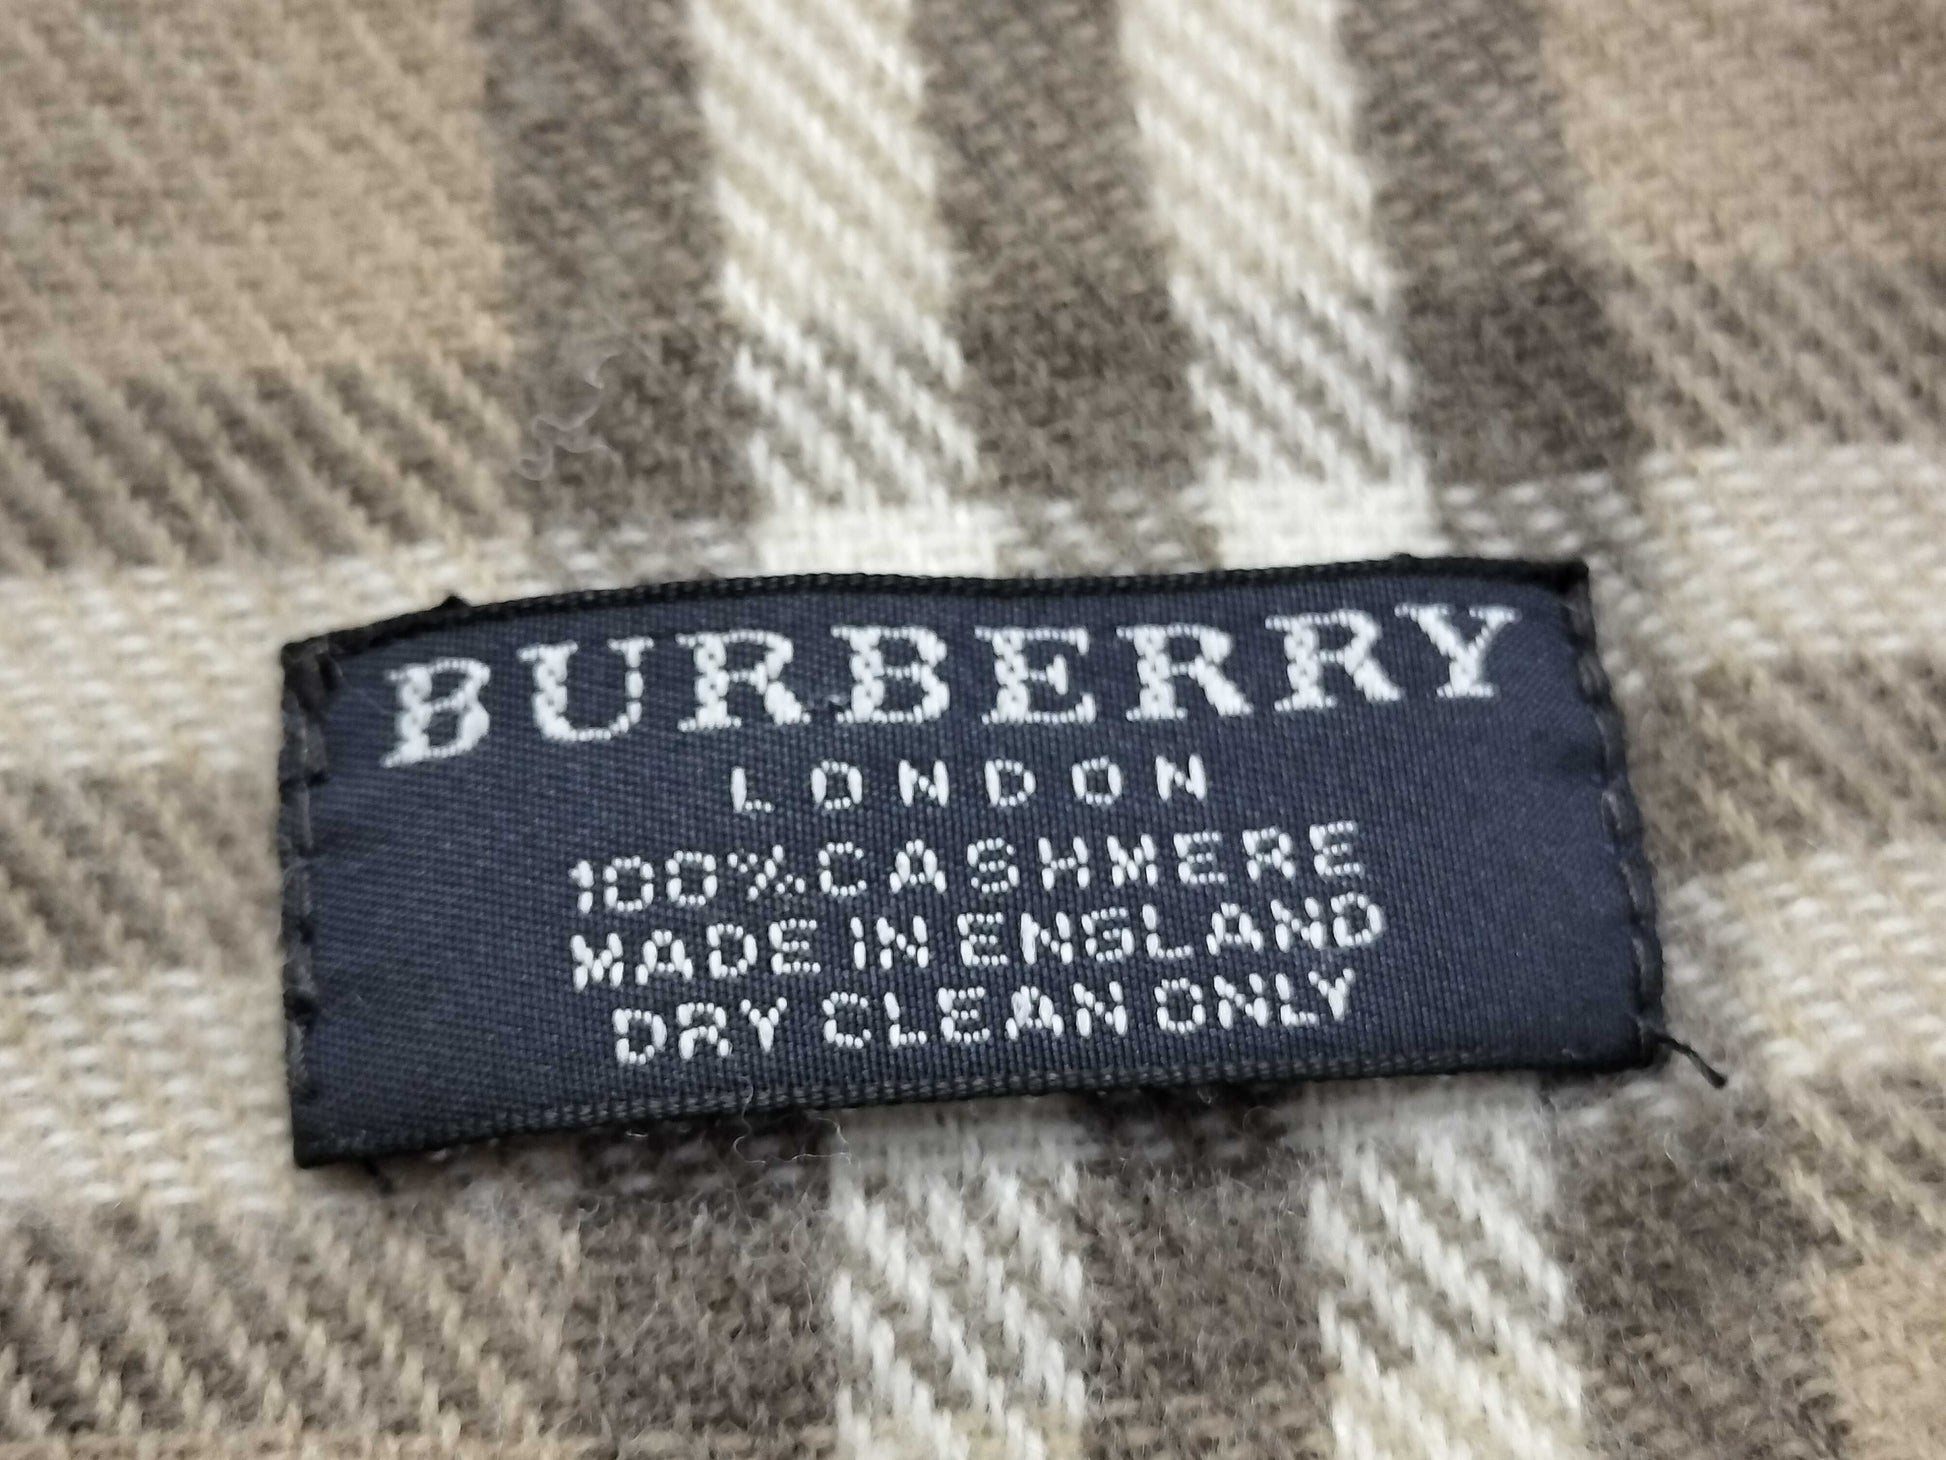 BURBERRY
LONDON
100% CASHMERE
MADE IN ENGLAND
DRY CLEAN ONLY